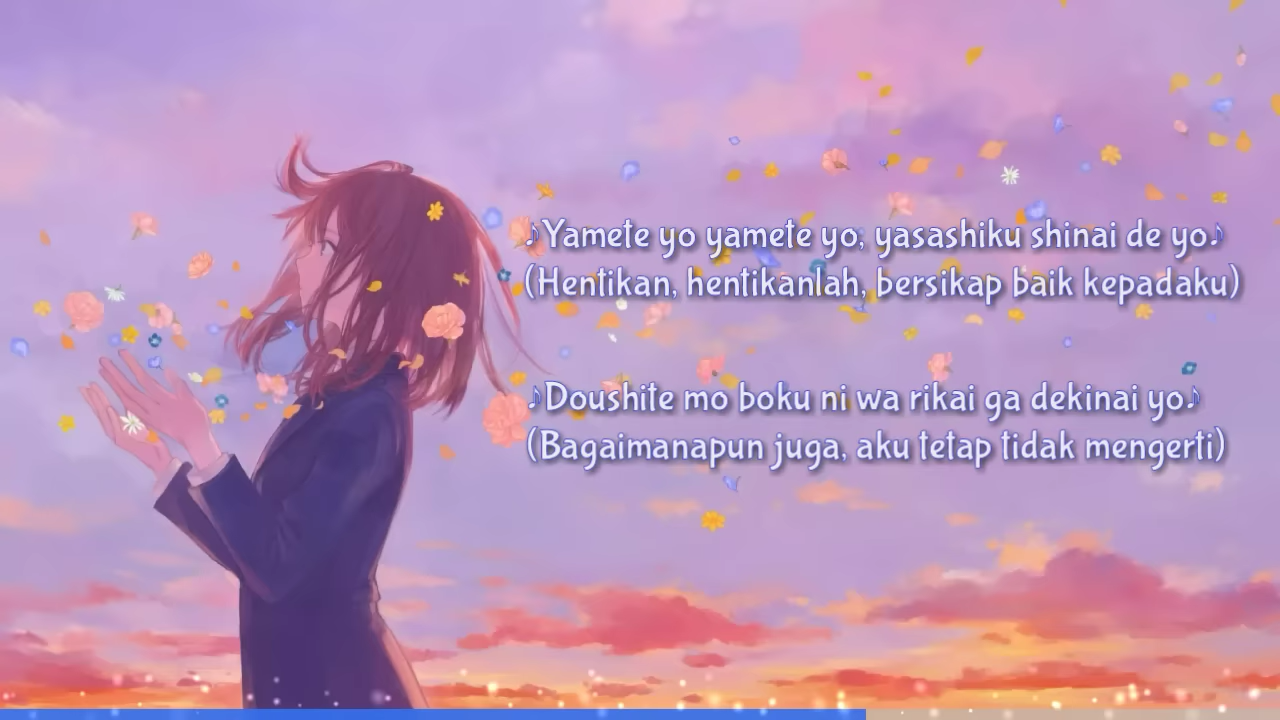 ♪Yamete yo yamete yo, yasashiku shinai de yo♪
(Hentikan, hentikanlah, bersikap baik kepadaku)
♪Doushite mo boku ni wa rikai ga dekinai yo♪
(Bagaimanapun juga, aku tetap tidak mengerti)